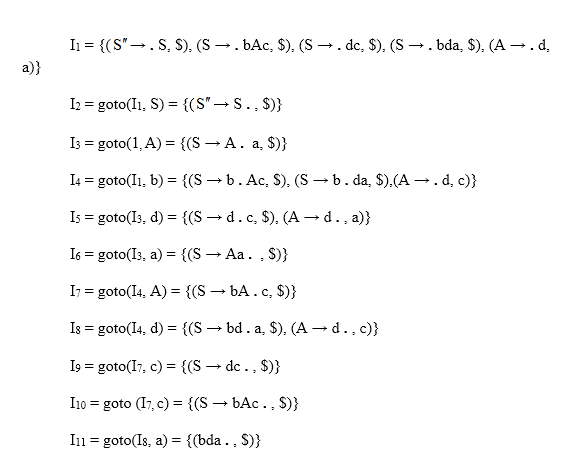 I1 = {( S″ → . S, $), (S → . bAc, $), (S → . dc, $), (S → . bda, $), (A → . d,
a)}
I2 = goto(I1, S) = {(S″ → S . , $)}
I3 = goto(1, A) = {(S → A . a, $)}
I4 = goto(I1, b) = {(S → b . Ac, $), (S → b . da, $),(A → . d, c)}
I5 = goto(I3, d) = {(S → d . c, $), (A → d . , a)}
I6 = goto(I3, a) = {(S → Aa . , $)}
I7 = goto(I4, A) = {(S → bA . c, $)}
I8 = goto(I4, d) = {(S → bd . a, $), (A → d . , c)}
I9 = goto(I7, c) = {(S → dc . , $)}
I10 = goto (I7, c) = {(S → bAc . , $)}
I11 = goto(I8, a) = {(bda . , $)}